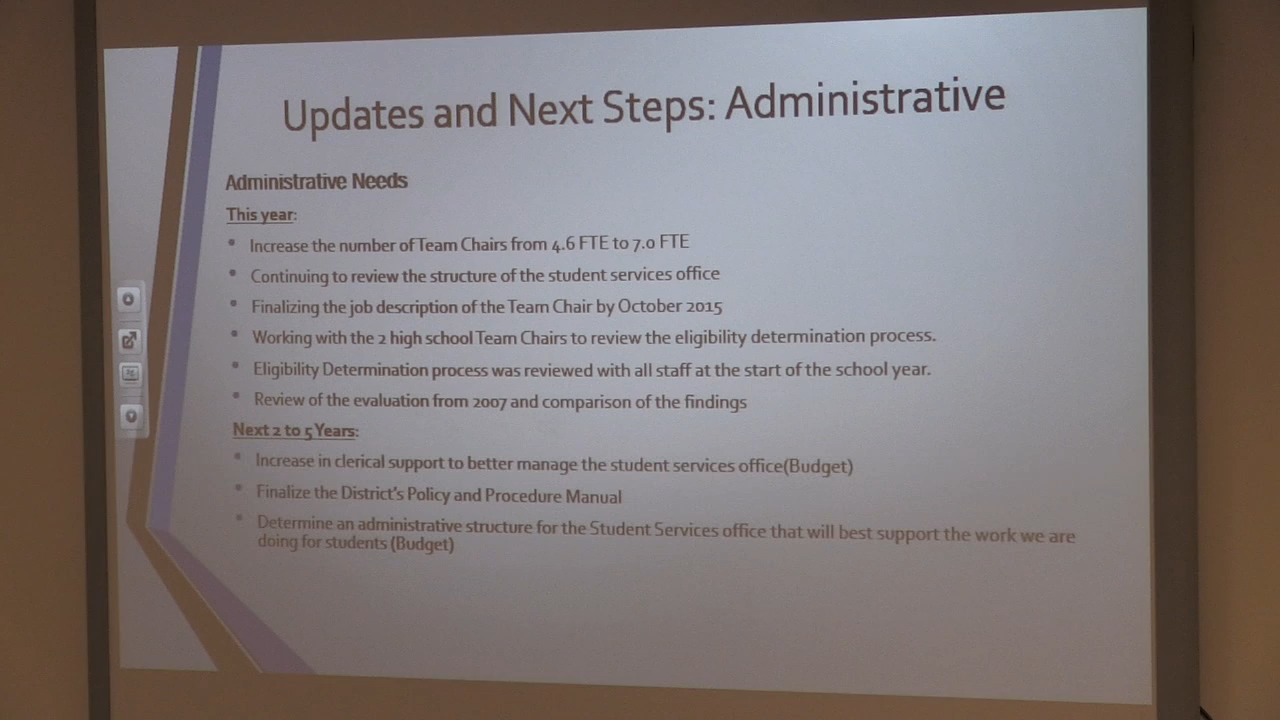 Updates and Next Steps: Administrative
Administrative Needs
This year:
• Increase the number of Team Chairs from 4.6 FTE to 7.0 FTE
• Continuing to review the structure of the student services office
• Finalizing the job description of the Team Chair by October 2015
• Working with the 2 high school Team Chairs to review the eligibility determination process.
• Eligibility Determination process was reviewed with all staff at the start of the school year.
• Review of the evaluation from 2007 and comparison of the findings
Next 2 to 5 Years:
• Increase in clerical support to better manage the student services office(Budget)
• Finalize the District's Policy and Procedure Manual
• Determine an administrative structure for the Student Services office that will best support the work we are
doing for students (Budget)